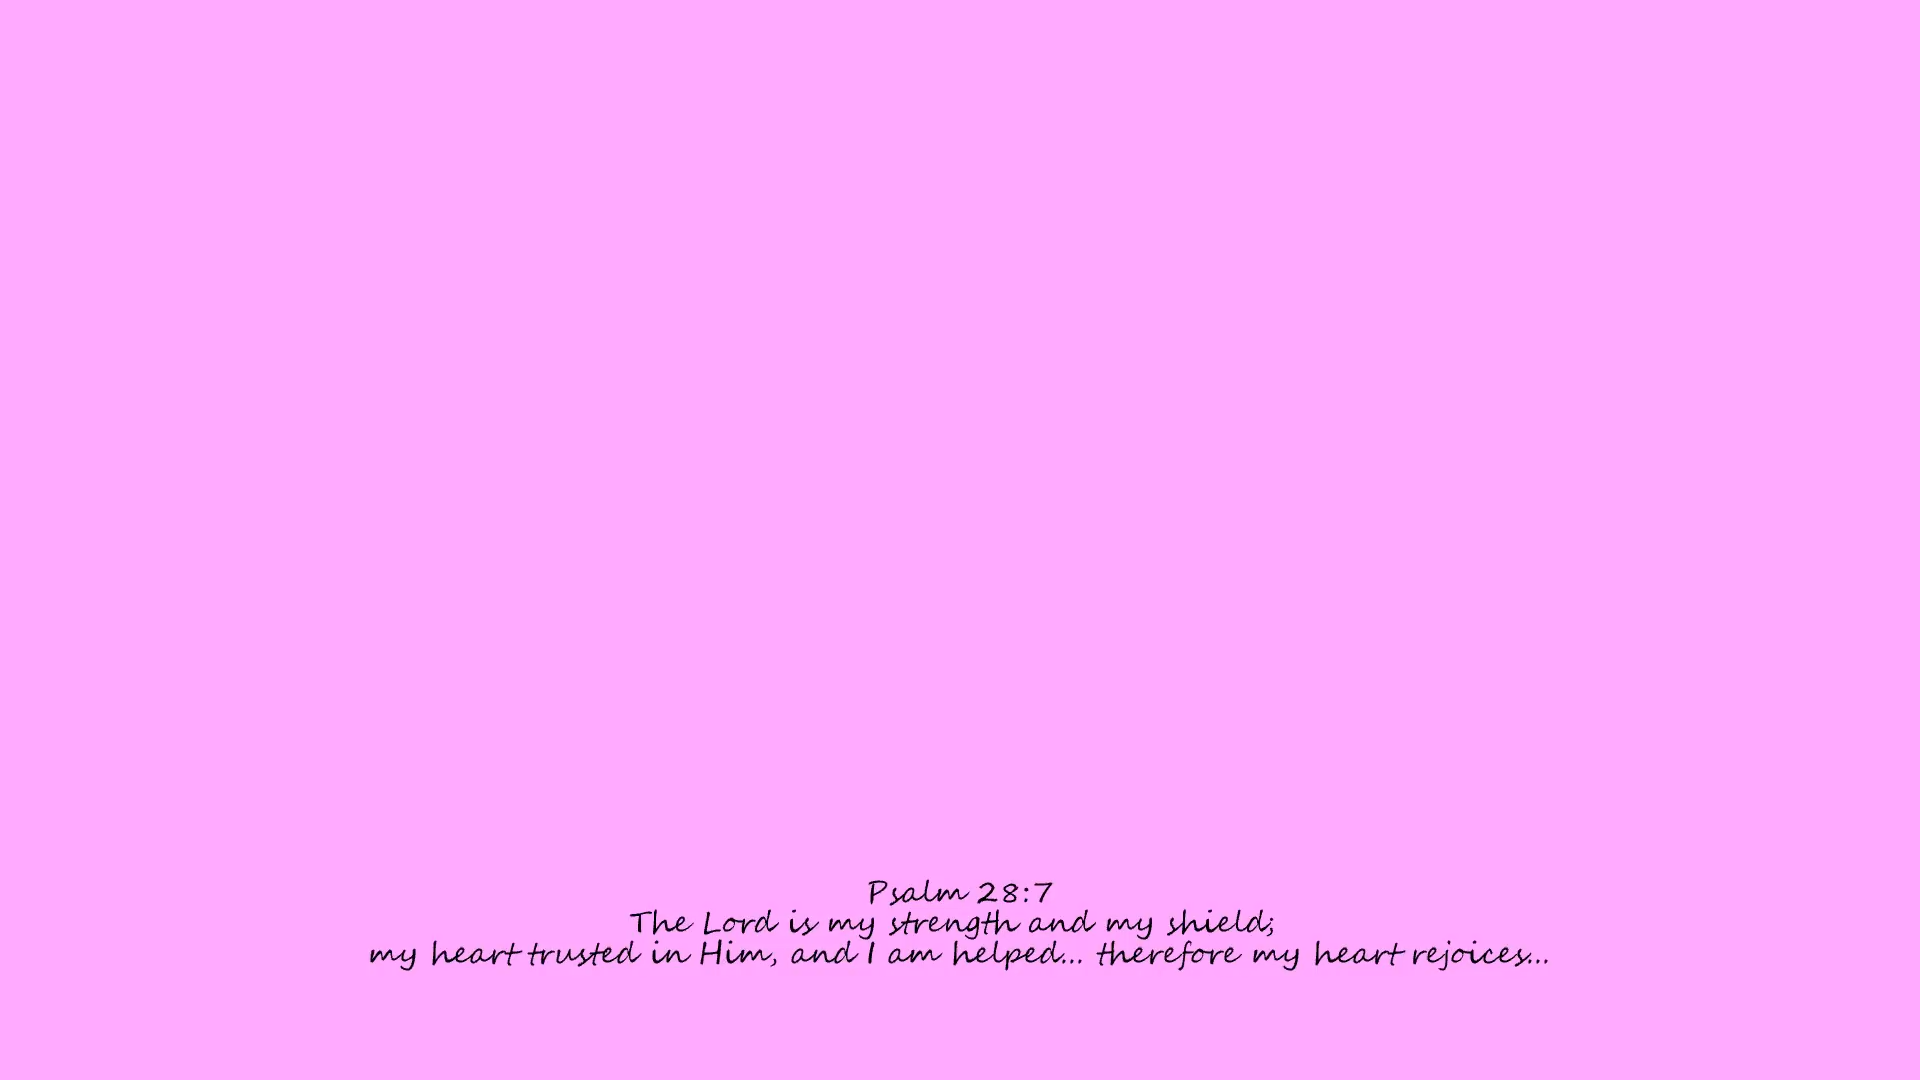 Psalm 28:7
The Lord is my strength and my shield;
my heart trusted in Him, and I am helped... therefore my heart rejoices...